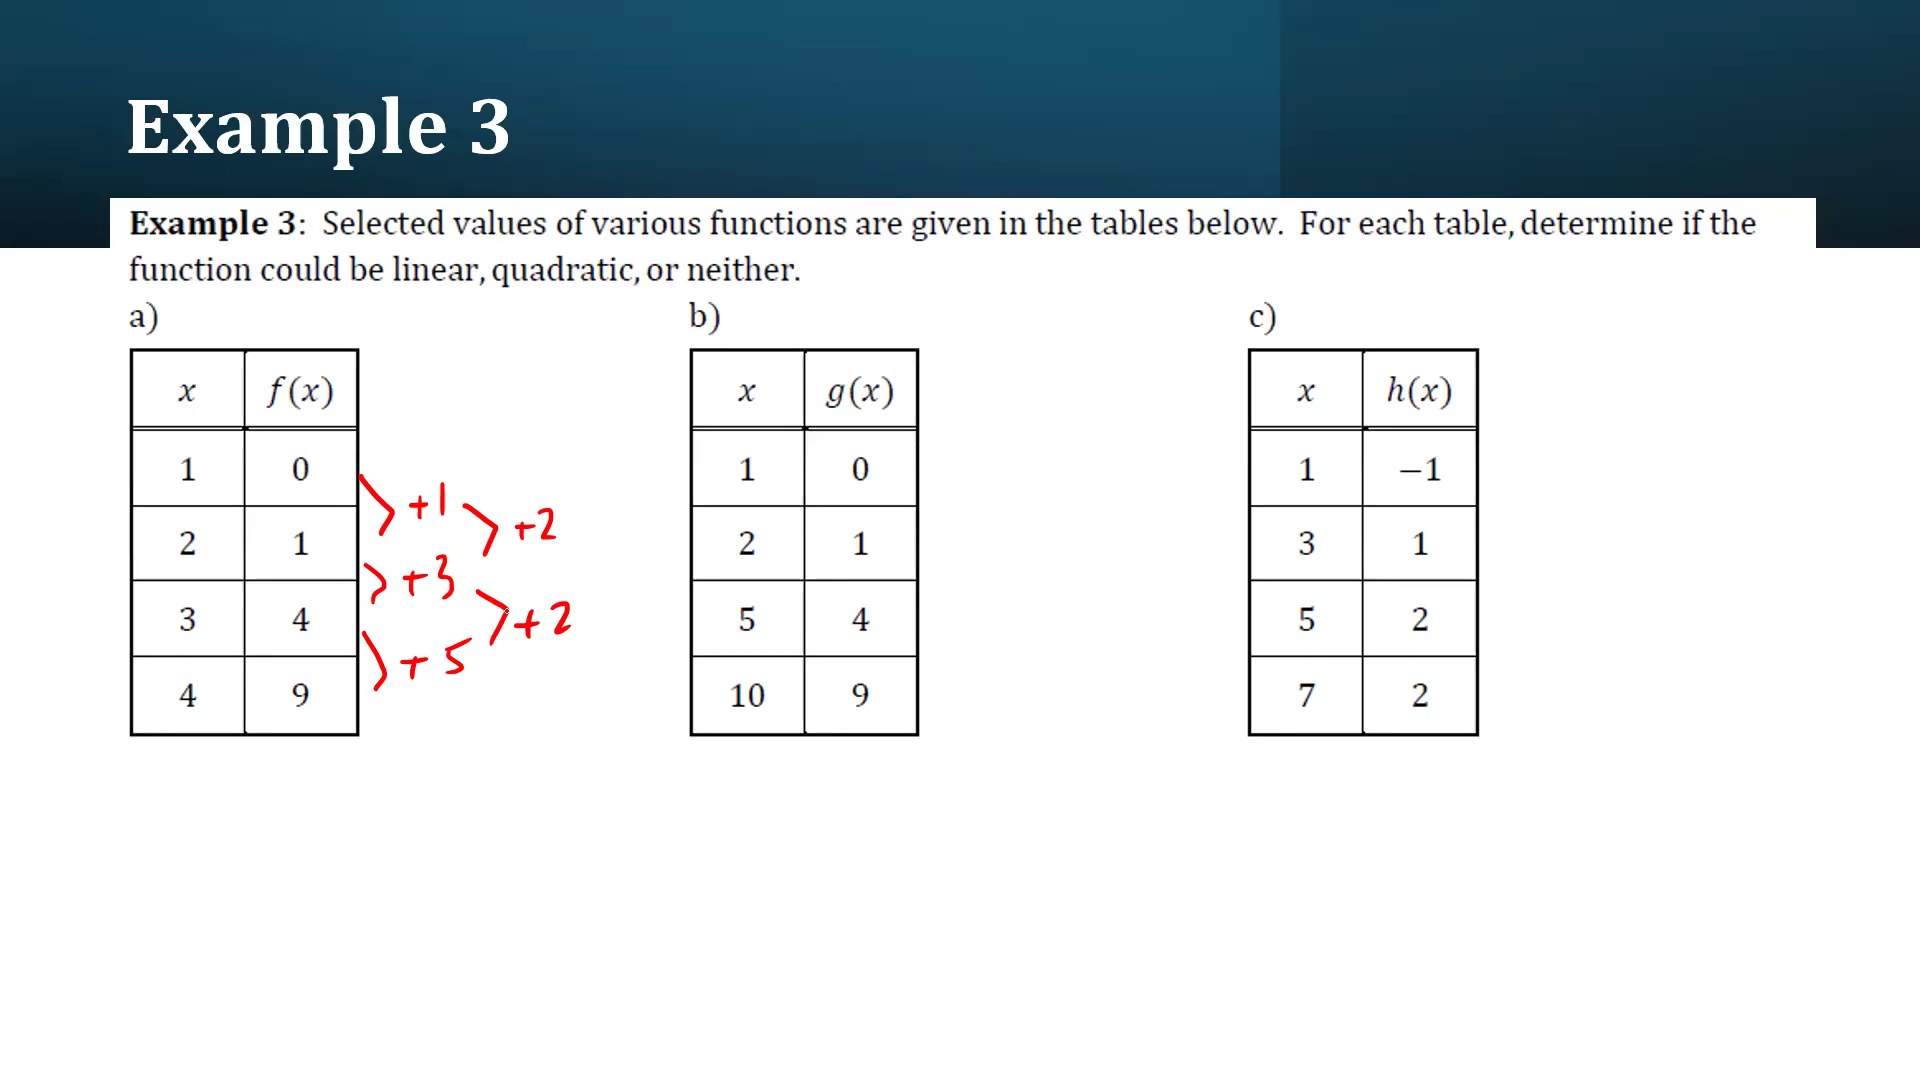 Example 3
Example 3: Selected values of various functions are given in the tables below. For each table, determine if the
function could be linear, quadratic, or neither.
a)
x f(x)
1 0
2 1
3 4
4 9
+1
+3
+5
+2
+2
b)
x g(x)
1 0
2 1
5 4
10 9
c)
x h(x)
1 −1
3 1
5 2
7 2